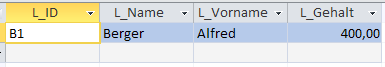 L_ID L_Name L_Vorname L_Gehalt
B1 Berger Alfred 400,00